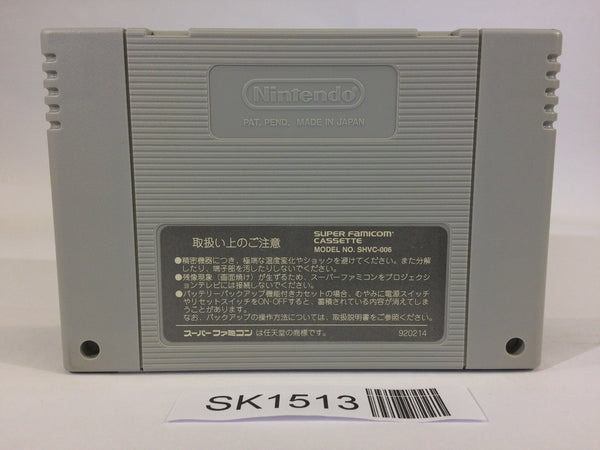 Nintendo
PAT. PEND. MADE IN JAPAN
取扱い上のご注意
SUPER FAMICOM
CASSETTE
MODEL NO. SHVC-006
●精密機器につき、極端な温度変化やショックを避けてください。また分解
したり、端子部を汚したりしないでください。
●残像現象（画面焼け）が生ずるため、スーパーファミコンをプロジェクシ
ョンテレビには接続しないでください。
●バッテリーバックアップ機能付きカセットの場合、むやみに電源スイッチ
やリセットスイッチをON·OFFすると、蓄積されている内容が消えてしま
うことがあります。
なお、バックアップの操作方法については、取扱説明書をご参照ください。
スーパーファミコン は任天堂の商標です。
920214
SK1513